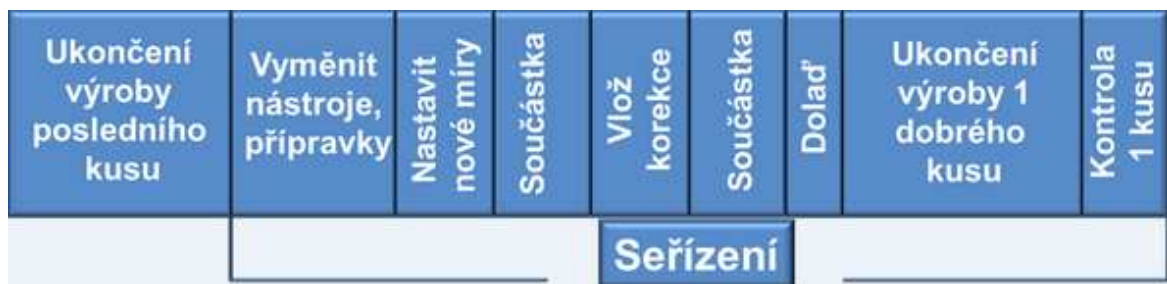 Ukončení
výroby
posledního
kusu
Vyměnit
nástroje,
přípravky
Nastavit
nové míry
Součástka
Vlož
korekce
Součástka
Dolaď
Ukončení
výroby 1
dobrého
kusu
Kontrola
1 kusu
Seřízení